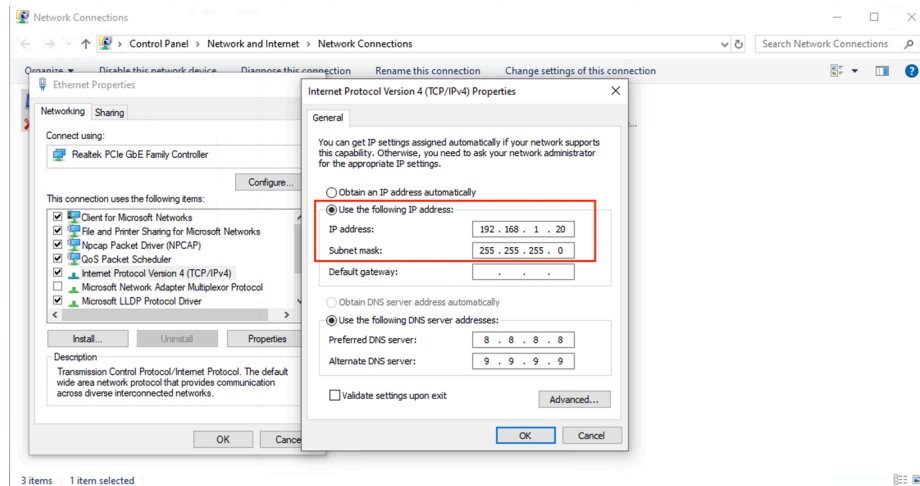 Network Connections
Control Panel > Network and Internet > Network Connections
Search Network Connections
Organize Disable this network device Diagnose this connection Rename this connection Change settings of this connection
Ethernet Properties
Networking Sharing
Connect using:
Realtek PCIe GbE Family Controller
Configure...
This connection uses the following items:
Client for Microsoft Networks
File and Printer Sharing for Microsoft Networks
Npcap Packet Driver (NPCAP)
QoS Packet Scheduler
Internet Protocol Version 4 (TCP/IPv4)
Microsoft Network Adapter Multiplexor Protocol
Microsoft LLDP Protocol Driver
Install... Uninstall Properties
Description
Transmission Control Protocol/Internet Protocol. The default
wide area network protocol that provides communication
across diverse interconnected networks.
OK Cance
Internet Protocol Version 4 (TCP/IPv4) Properties
General
You can get IP settings assigned automatically if your network supports
this capability. Otherwise, you need to ask your network administrator
for the appropriate IP settings.
Obtain an IP address automatically
Use the following IP address:
IP address: 192 . 168 . 1 . 20
Subnet mask: 255 . 255 . 255 . 0
Default gateway: . . .
Obtain DNS server address automatically
Use the following DNS server addresses:
Preferred DNS server: 8 . 8 . 8 . 8
Alternate DNS server: 9 . 9 . 9 . 9
Validate settings upon exit
Advanced...
OK Cancel
3 items 1 item selected